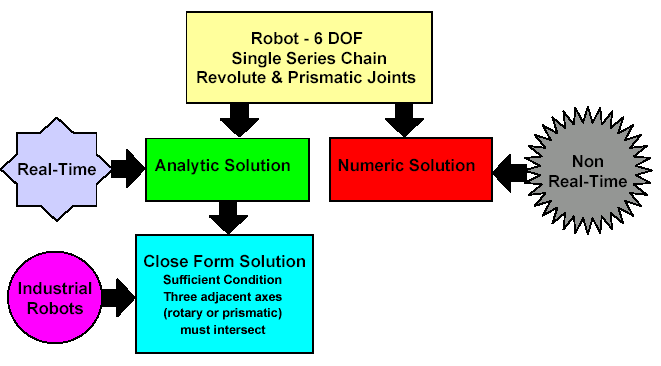 Robot - 6 DOF
Single Series Chain
Revolute & Prismatic Joints
Real-Time
Analytic Solution
Numeric Solution
Non
Real-Time
Industrial
Robots
Close Form Solution
Sufficient Condition
Three adjacent axes
(rotary or prismatic)
must intersect